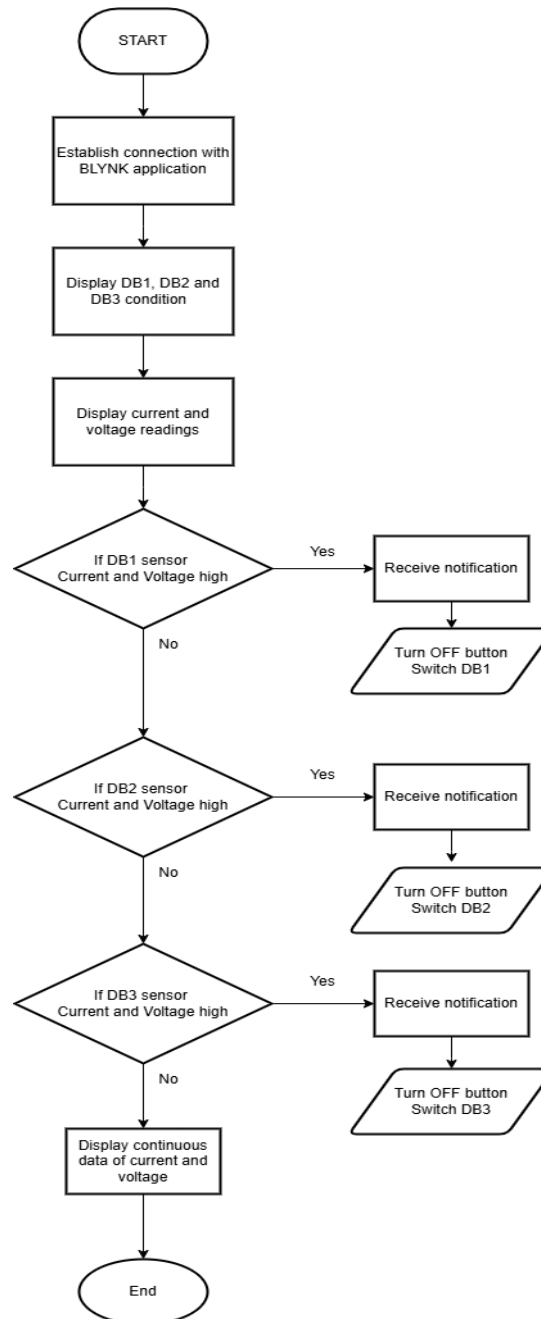 START
Establish connection with
BLYNK application
Display DB1, DB2 and
DB3 condition
Display current and
voltage readings
If DB1 sensor
Current and Voltage high
Yes
Receive notification
No
Turn OFF button
Switch DB1
If DB2 sensor
Current and Voltage high
Yes
Receive notification
No
Turn OFF button
Switch DB2
If DB3 sensor
Current and Voltage high
Yes
Receive notification
No
Turn OFF button
Switch DB3
Display continuous
data of current and
voltage
End